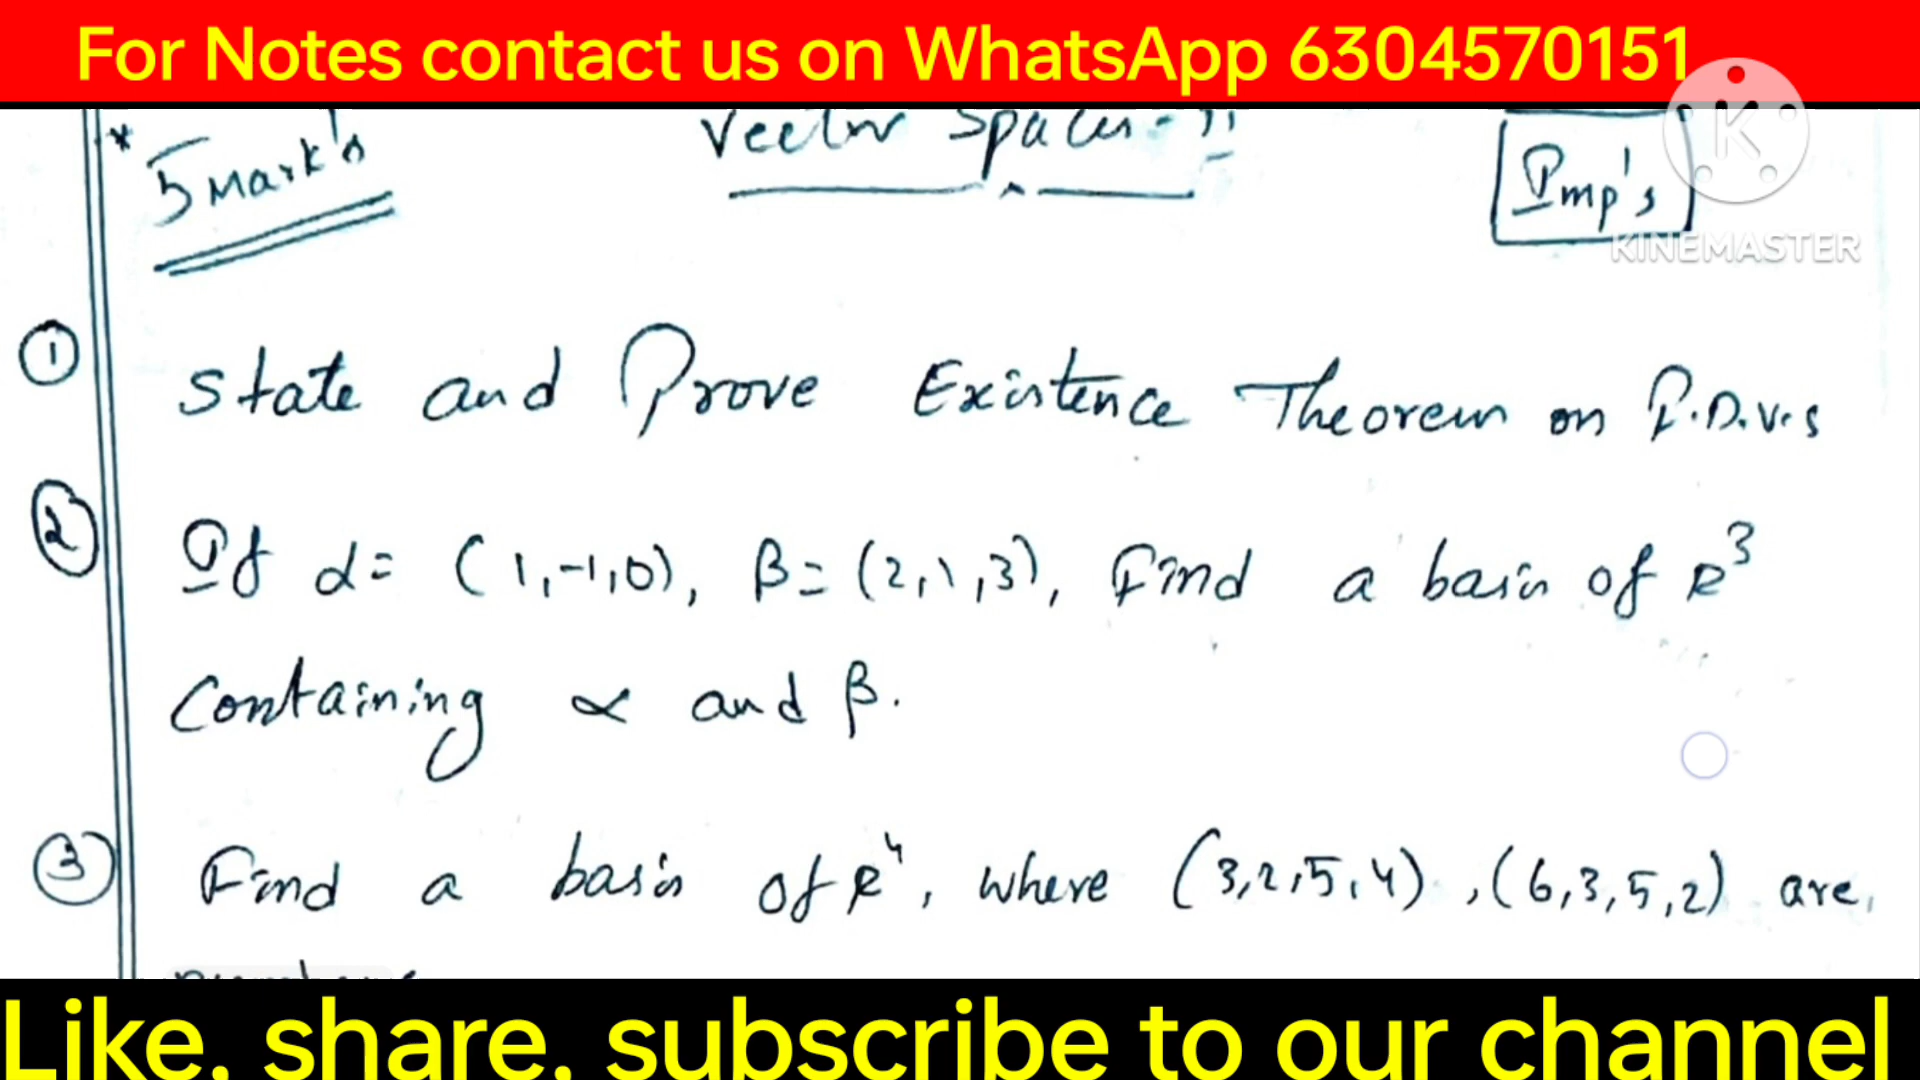 For Notes contact us on WhatsApp 6304570151
* 5 Mark's
Vector Spaces - II
Imp's
KINEMASTER
① State and Prove Existence Theorem on F.D.V.S
② If α = (1,-1,0), β = (2,1,3), Find a basis of R³
Containing α and β.
③ Find a basis of R⁴, where (3,2,5,4), (6,3,5,2) are
members
Like, share, subscribe to our channel